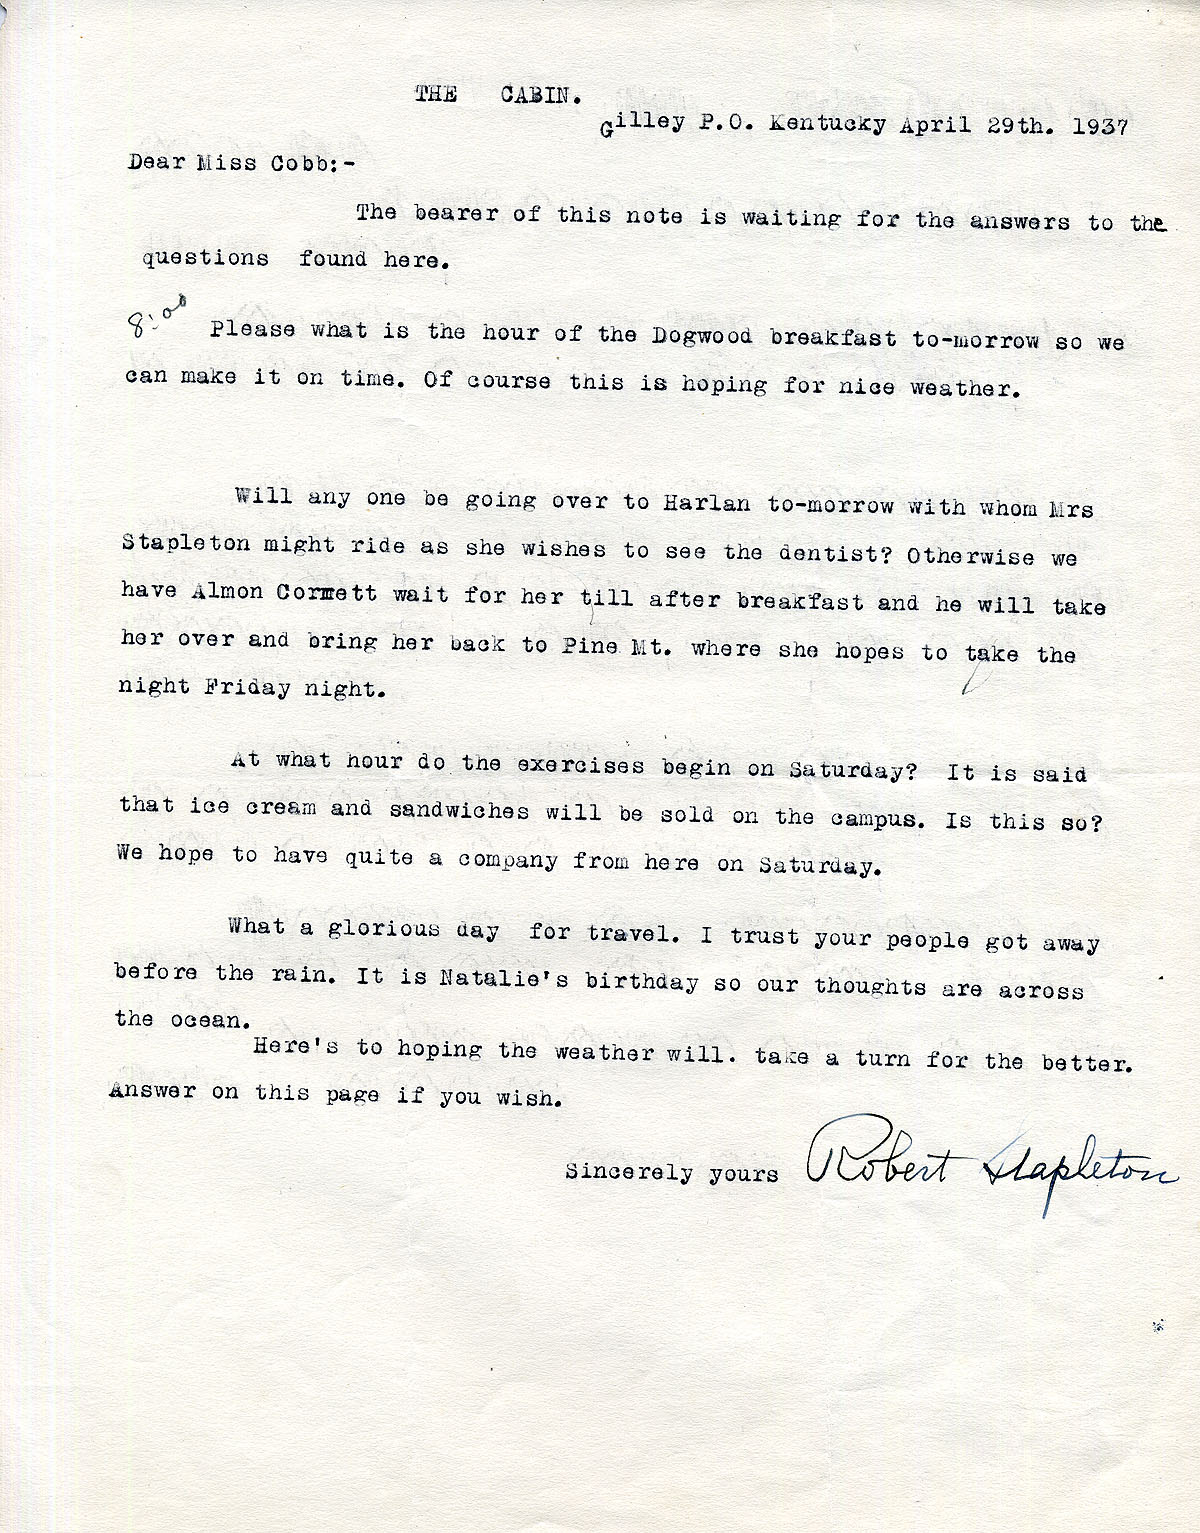 THE CABIN.
Gilley P.O. Kentucky April 29th. 1937
Dear Miss Cobb:-
The bearer of this note is waiting for the answers to the
questions found here.
8:00
Please what is the hour of the Dogwood breakfast to-morrow so we
can make it on time. Of course this is hoping for nice weather.
Will any one be going over to Harlan to-morrow with whom Mrs
Stapleton might ride as she wishes to see the dentist? Otherwise we
have Almon Cornett wait for her till after breakfast and he will take
her over and bring her back to Pine Mt. where she hopes to take the
night Friday night.
At what hour do the exercises begin on Saturday? It is said
that ice cream and sandwiches will be sold on the campus. Is this so?
We hope to have quite a company from here on Saturday.
What a glorious day for travel. I trust your people got away
before the rain. It is Natalie's birthday so our thoughts are across
the ocean.
Here's to hoping the weather will. take a turn for the better.
Answer on this page if you wish.
Sincerely yours Robert Stapleton